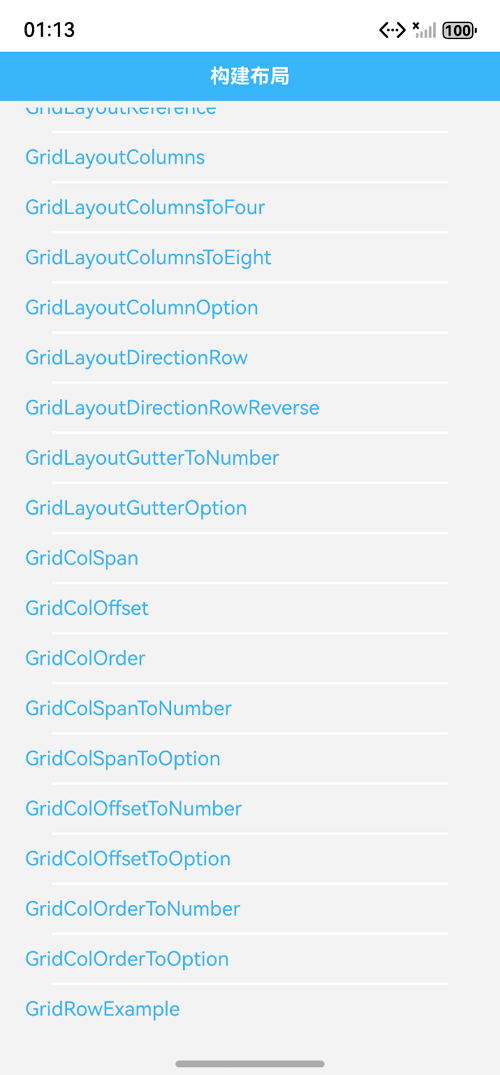 01:13
100
构建布局
GridLayoutReference
GridLayoutColumns
GridLayoutColumnsToFour
GridLayoutColumnsToEight
GridLayoutColumnOption
GridLayoutDirectionRow
GridLayoutDirectionRowReverse
GridLayoutGutterToNumber
GridLayoutGutterOption
GridColSpan
GridColOffset
GridColOrder
GridColSpanToNumber
GridColSpanToOption
GridColOffsetToNumber
GridColOffsetToOption
GridColOrderToNumber
GridColOrderToOption
GridRowExample